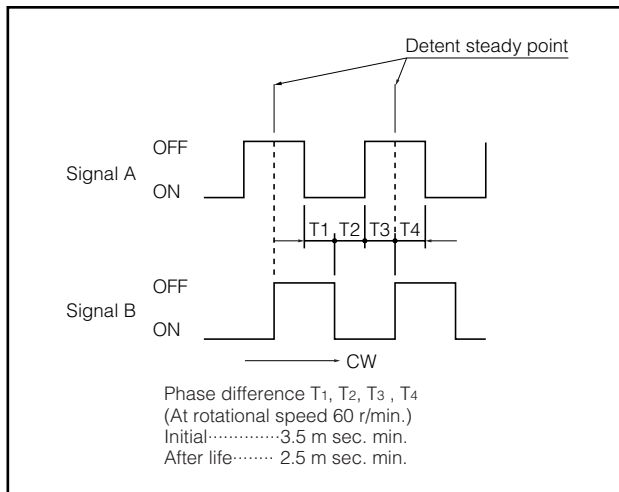 Detent steady point
OFF
Signal A
ON
T1 T2 T3 T4
OFF
Signal B
ON
CW
Phase difference T1, T2, T3 , T4
(At rotational speed 60 r/min.)
Initial··············3.5 m sec. min.
After life········ 2.5 m sec. min.